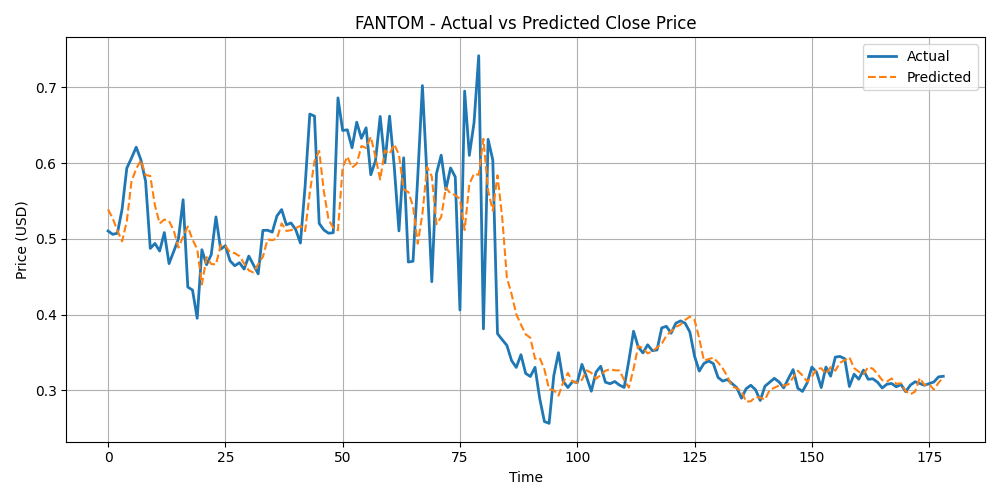 FANTOM - Actual vs Predicted Close Price
Actual
Predicted
Price (USD)
0.7
0.6
0.5
0.4
0.3
0 25 50 75 100 125 150 175
Time